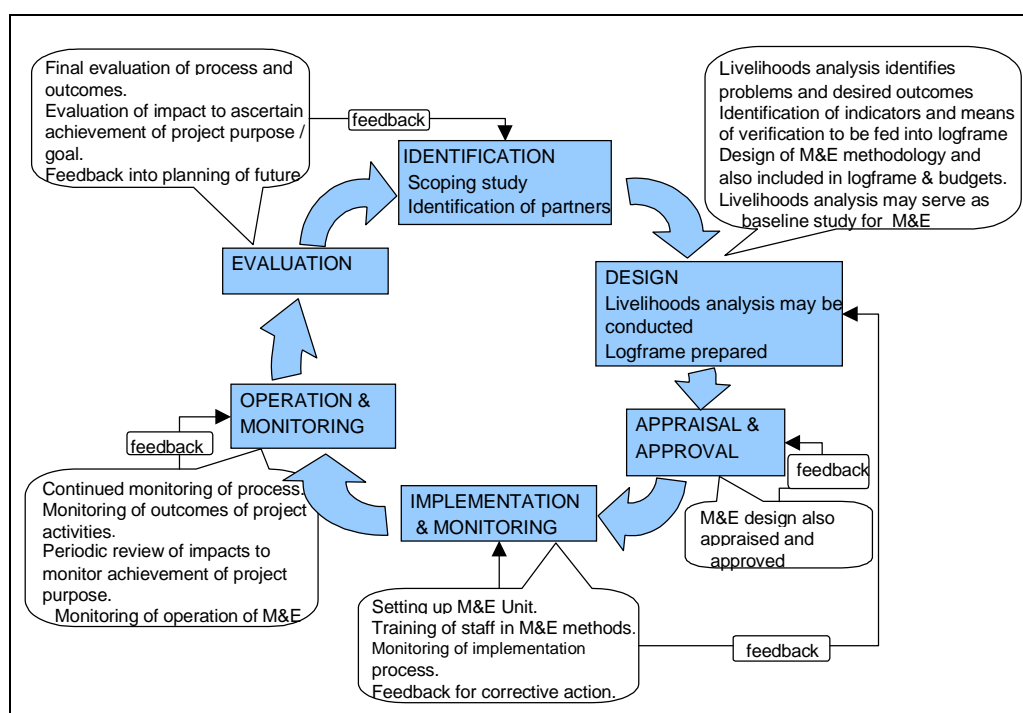 Final evaluation of process and
outcomes.
Evaluation of impact to ascertain
achievement of project purpose /
goal.
Feedback into planning of future
feedback
IDENTIFICATION
Scoping study
Identification of partners
Livelihoods analysis identifies
problems and desired outcomes
Identification of indicators and means
of verification to be fed into logframe
Design of M&E methodology and
also included in logframe & budgets.
Livelihoods analysis may serve as
baseline study for M&E
EVALUATION
DESIGN
Livelihoods analysis may be
conducted
Logframe prepared
OPERATION &
MONITORING
feedback
APPRAISAL &
APPROVAL
feedback
Continued monitoring of process.
Monitoring of outcomes of project
activities.
Periodic review of impacts to
monitor achievement of project
purpose.
Monitoring of operation of M&E
IMPLEMENTATION
& MONITORING
M&E design also
appraised and
approved
Setting up M&E Unit.
Training of staff in M&E methods.
Monitoring of implementation
process.
Feedback for corrective action.
feedback